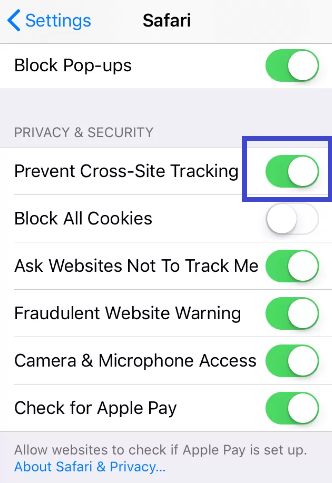 Settings
Safari
Block Pop-ups
PRIVACY & SECURITY
Prevent Cross-Site Tracking
Block All Cookies
Ask Websites Not To Track Me
Fraudulent Website Warning
Camera & Microphone Access
Check for Apple Pay
Allow websites to check if Apple Pay is set up.
About Safari & Privacy...